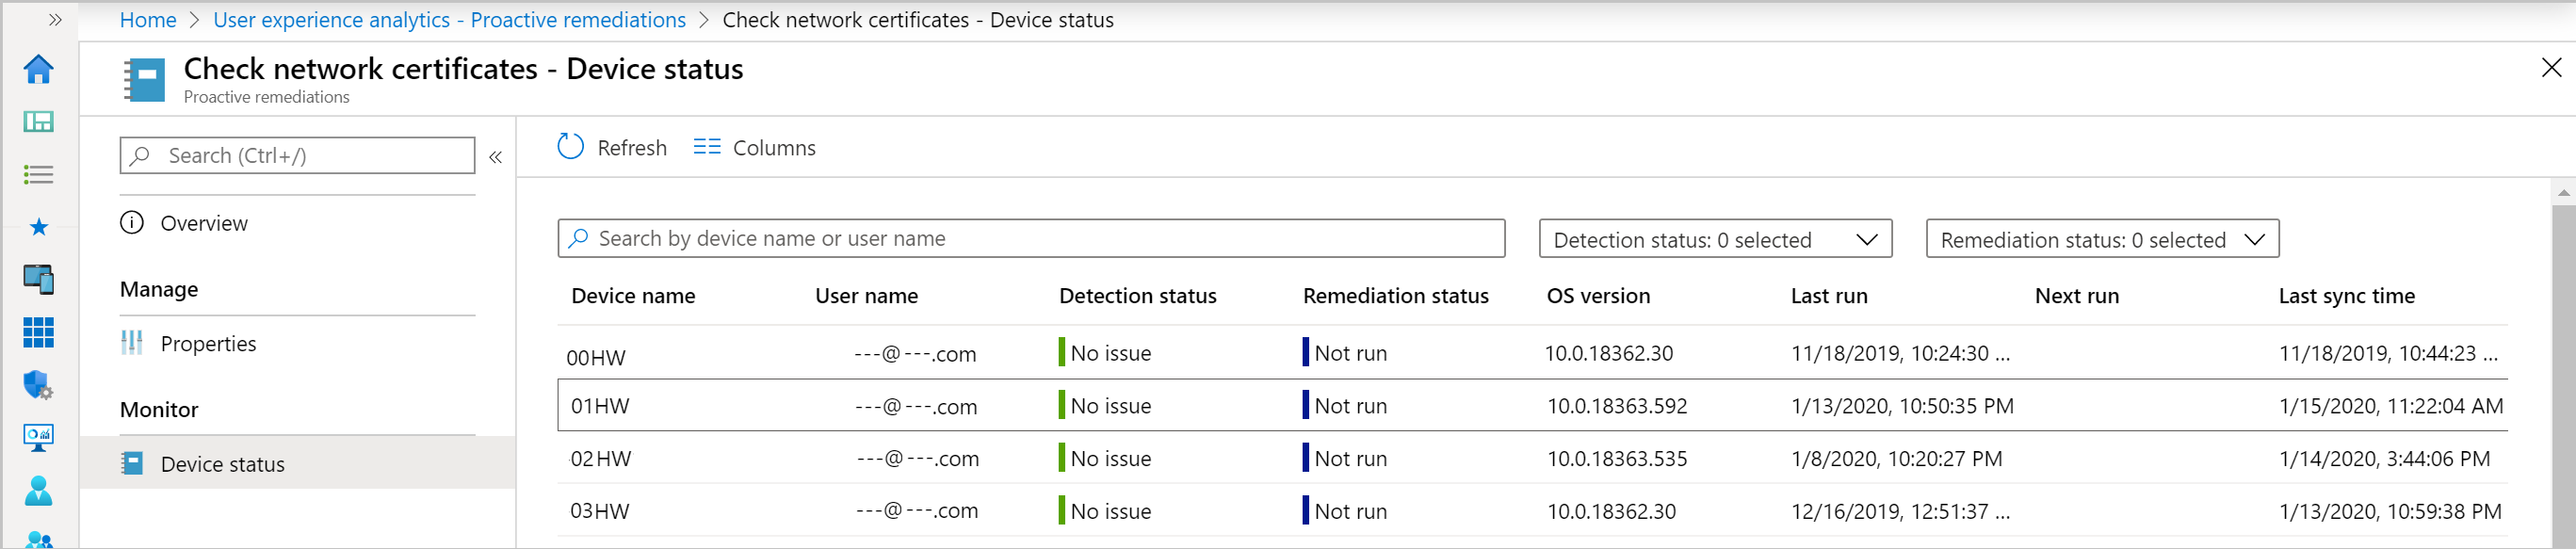 Home > User experience analytics - Proactive remediations > Check network certificates - Device status
Check network certificates - Device status
Proactive remediations
Search (Ctrl+/)
Overview
Manage
Properties
Monitor
Device status
Refresh Columns
Search by device name or user name Detection status: 0 selected Remediation status: 0 selected
Device name User name Detection status Remediation status OS version Last run Next run Last sync time
00HW ---@---.com No issue Not run 10.0.18362.30 11/18/2019, 10:24:30 ... 11/18/2019, 10:44:23 ...
01HW ---@---.com No issue Not run 10.0.18363.592 1/13/2020, 10:50:35 PM 1/15/2020, 11:22:04 AM
02HW ---@---.com No issue Not run 10.0.18363.535 1/8/2020, 10:20:27 PM 1/14/2020, 3:44:06 PM
03HW ---@---.com No issue Not run 10.0.18362.30 12/16/2019, 12:51:37 ... 1/13/2020, 10:59:38 PM